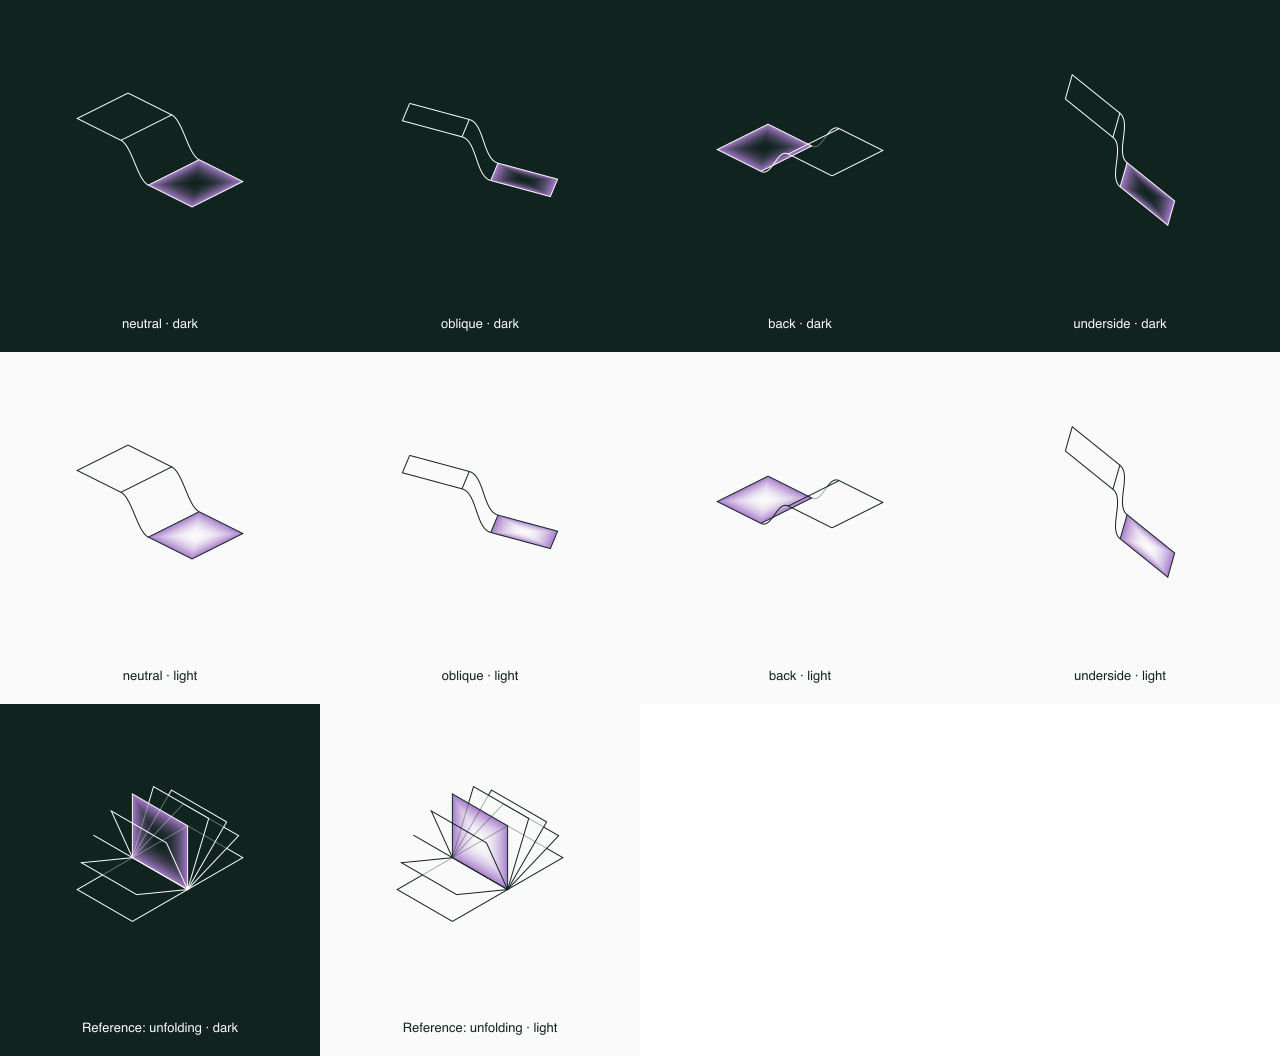 neutral · dark
oblique · dark
back · dark
underside · dark
neutral · light
oblique · light
back · light
underside · light
Reference: unfolding · dark
Reference: unfolding · light